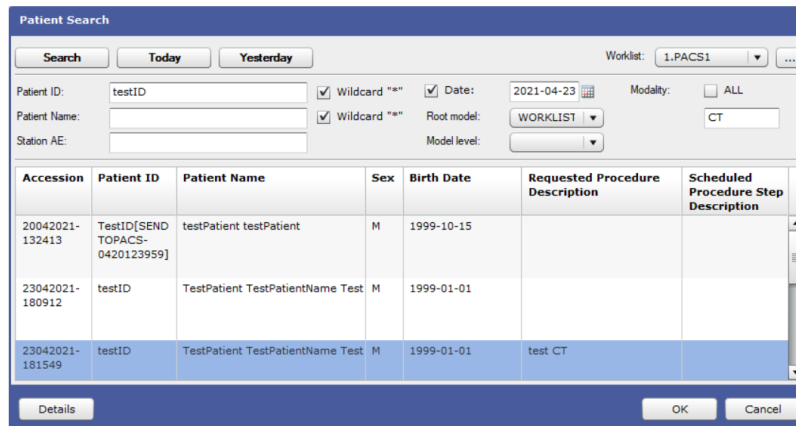 Patient Search
Search Today Yesterday Worklist: 1.PACS1 ...
Patient ID: testID Wildcard "*" Date: 2021-04-23 Modality: ALL
Patient Name: Wildcard "*" Root model: WORKLIST CT
Station AE: Model level:
Accession Patient ID Patient Name Sex Birth Date Requested Procedure Scheduled
Description Procedure Step
Description
20042021- TestID[SEND testPatient testPatient M 1999-10-15
132413 TOPACS-
0420123959]
23042021- testID TestPatient TestPatientName Test M 1999-01-01
180912
23042021- testID TestPatient TestPatientName Test M 1999-01-01 test CT
181549
Details OK Cancel